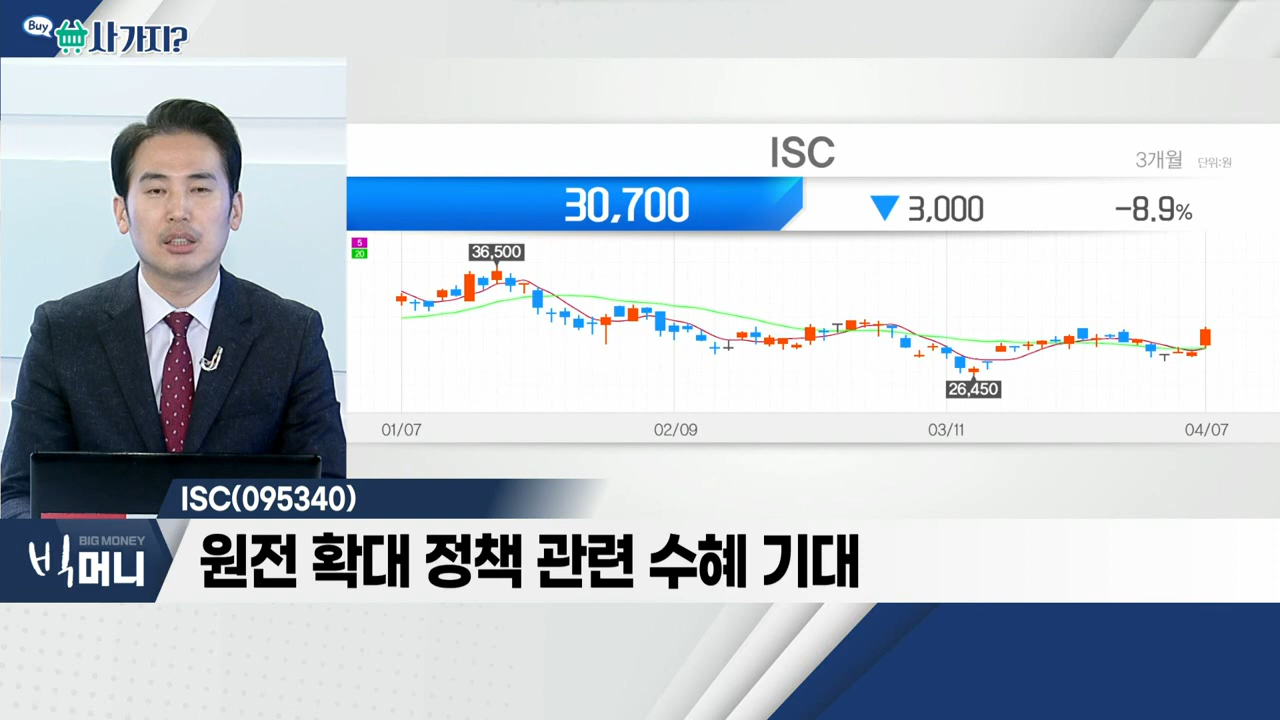 Buy 사가지?
ISC
3개월 단위:원
30,700 ▼ 3,000 -8.9%
5
20
36,500
26,450
01/07 02/09 03/11 04/07
ISC(095340)
BIG MONEY
빅머니
원전 확대 정책 관련 수혜 기대